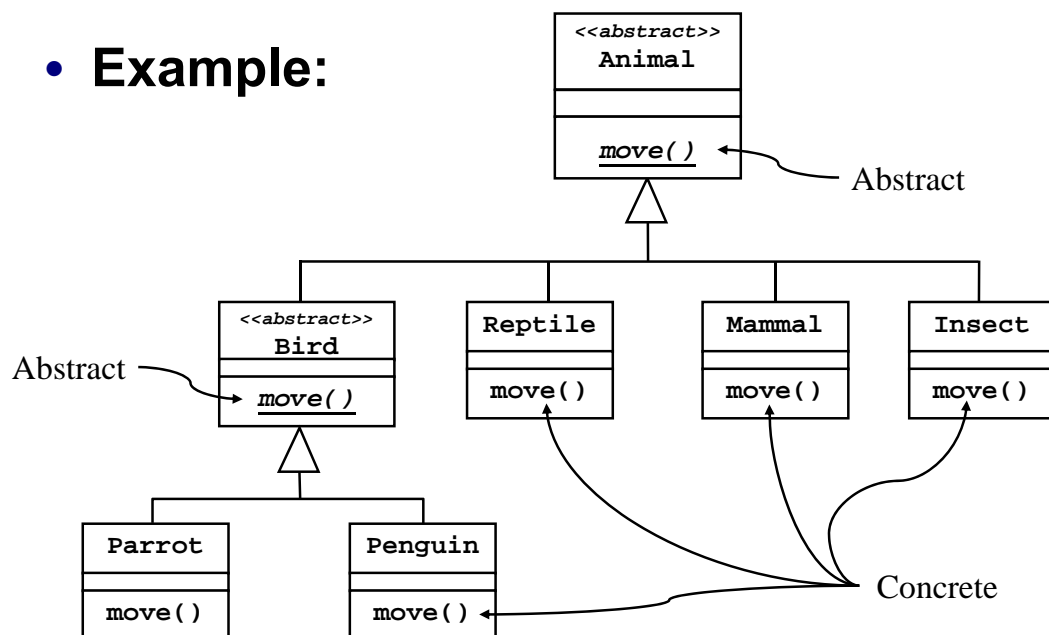 • Example:
<<abstract>>
Animal
move()
Abstract
<<abstract>>
Bird
move()
Abstract
Reptile
move()
Mammal
move()
Insect
move()
Parrot
move()
Penguin
move()
Concrete